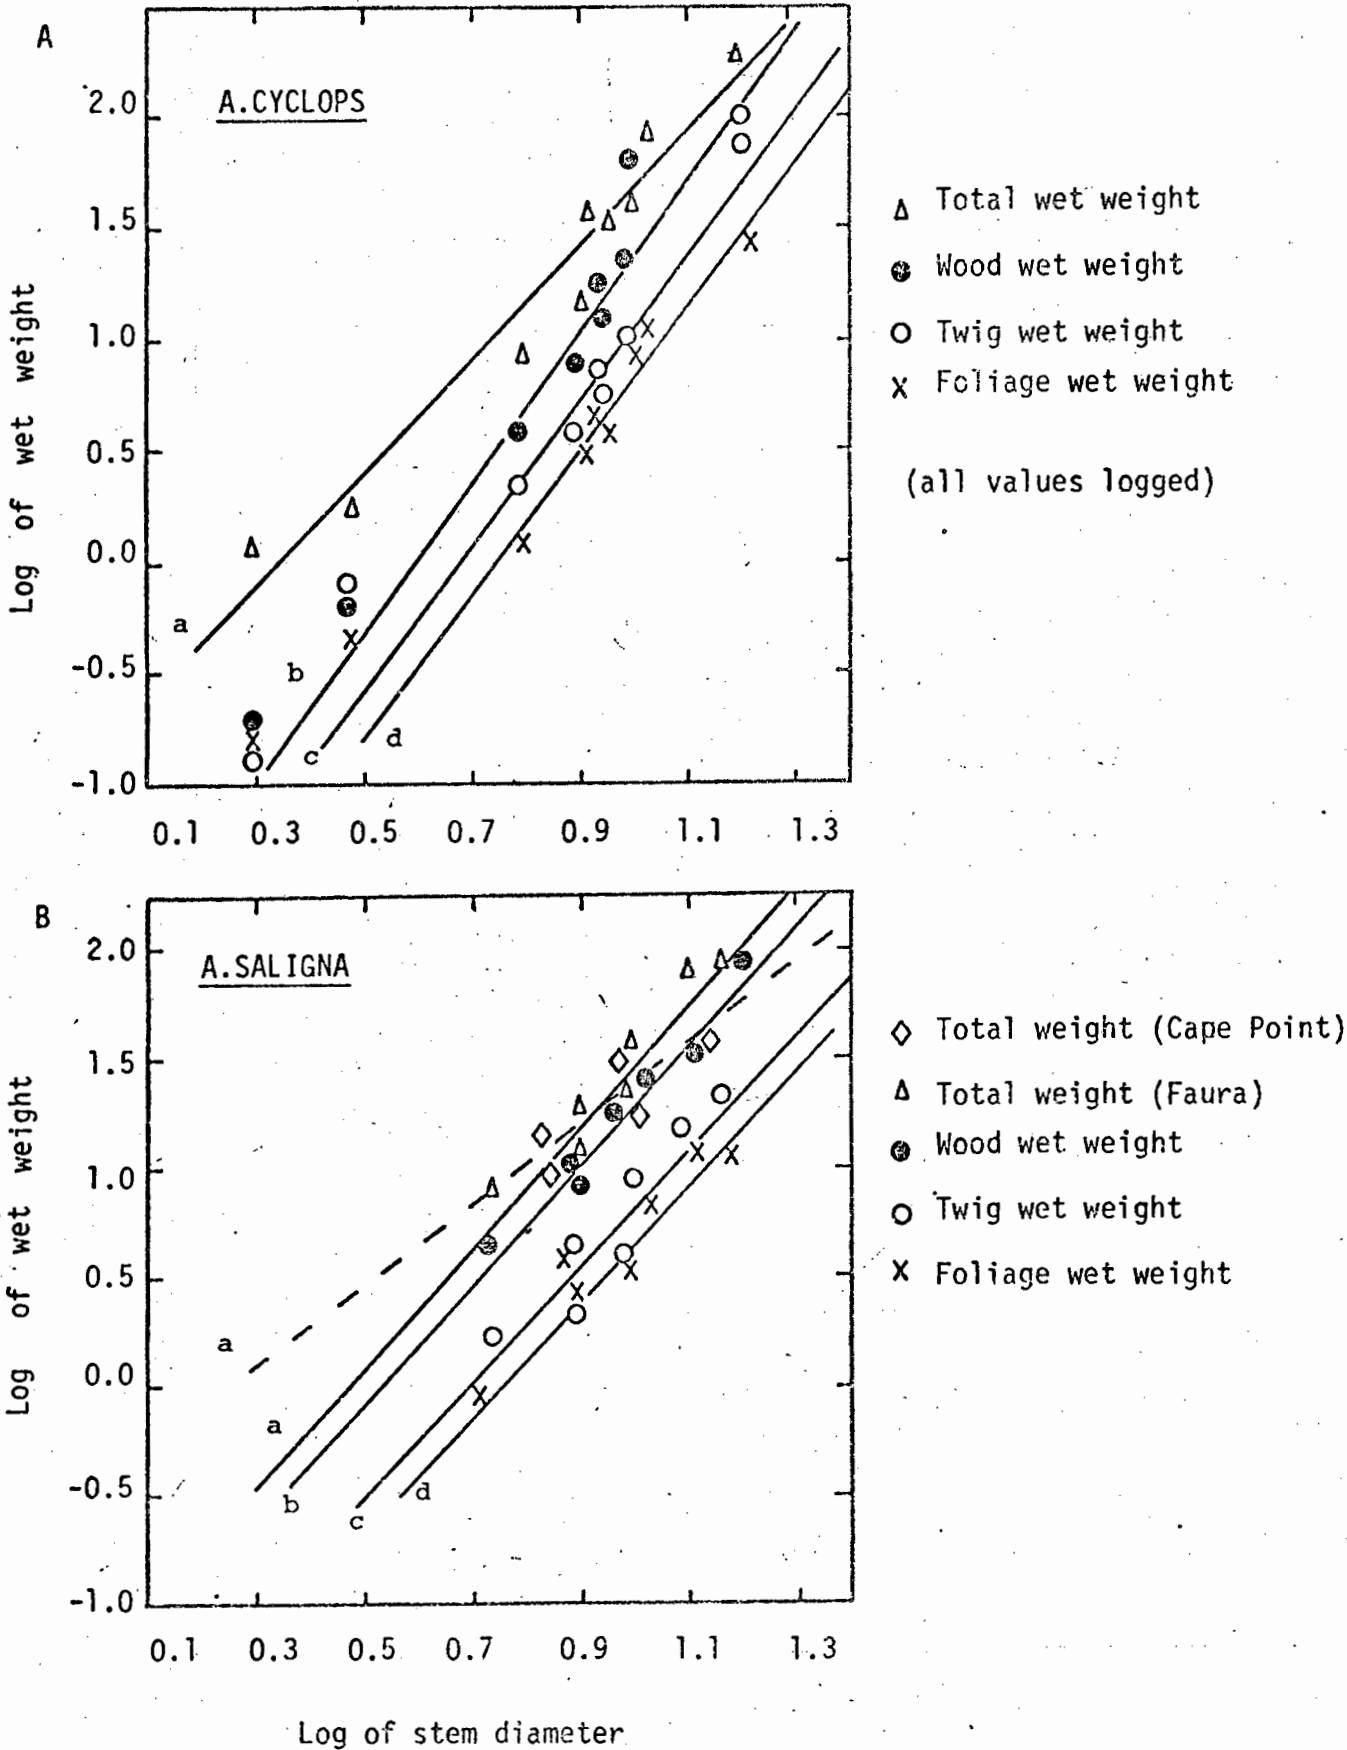 A
A.CYCLOPS
2.0
1.5
1.0
0.5
0.0
-0.5
-1.0
Log of wet weight
a
b
c
d
0.1 0.3 0.5 0.7 0.9 1.1 1.3
Δ Total wet weight
● Wood wet weight
O Twig wet weight
X Foliage wet weight
(all values logged)
B
A.SALIGNA
2.0
1.5
1.0
0.5
0.0
-0.5
-1.0
Log of wet weight
a
a
b
c
d
0.1 0.3 0.5 0.7 0.9 1.1 1.3
◇ Total weight (Cape Point)
Δ Total weight (Faura)
● Wood wet weight
O Twig wet weight
X Foliage wet weight
Log of stem diameter